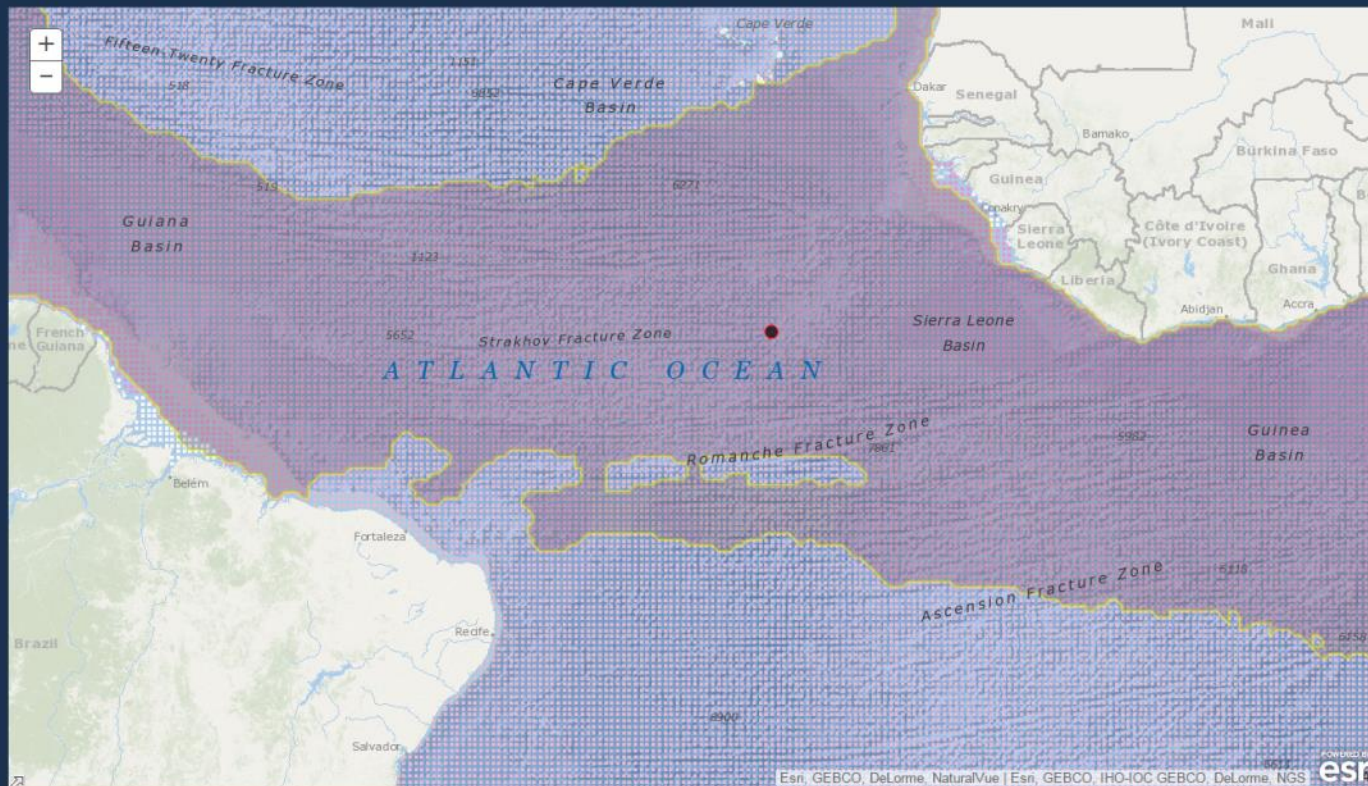 +
−
Cape Verde
Mali
Fifteen Twenty Fracture Zone
1151
518
9852
Cape Verde
Basin
Dakar
Senegal
Bamako
Burkina Faso
519
6271
Guinea
Conakry
Guiana
Basin
Sierra
Leone
Côte d'Ivoire
(Ivory Coast)
1123
Ghana
Liberia
Abidjan
Accra
French
Guiana
5652
Strakhov Fracture Zone
Sierra Leone
Basin
ATLANTIC OCEAN
Romanche Fracture Zone
7861
5982
Guinea
Basin
Belém
Fortaleza
Ascension Fracture Zone
Recife
Brazil
Salvador
Esri, GEBCO, DeLorme, NaturalVue | Esri, GEBCO, IHO-IOC GEBCO, DeLorme, NGS
POWERED BY
esri